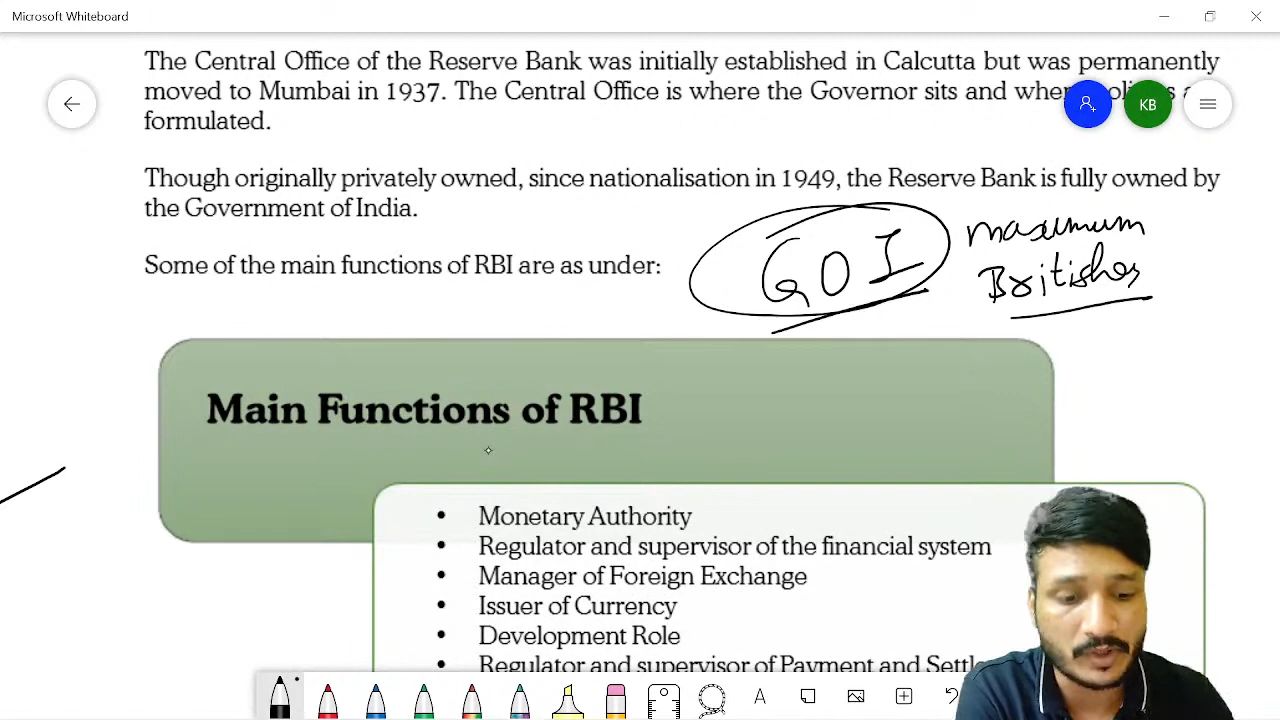 Microsoft Whiteboard
The Central Office of the Reserve Bank was initially established in Calcutta but was permanently
moved to Mumbai in 1937. The Central Office is where the Governor sits and
formulated.
KB
Though originally privately owned, since nationalisation in 1949, the Reserve Bank is fully owned by
the Government of India.
GOI
maximum
Britishes
Some of the main functions of RBI are as under:
Main Functions of RBI
• Monetary Authority
• Regulator and supervisor of the financial system
• Manager of Foreign Exchange
• Issuer of Currency
• Development Role
• Regulator and supervisor of Payment and
A